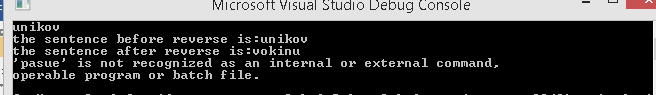 Microsoft Visual Studio Debug Console
unikov
the sentence before reverse is:unikov
the sentence after reverse is:vokinu
'pasue' is not recognized as an internal or external command,
operable program or batch file.